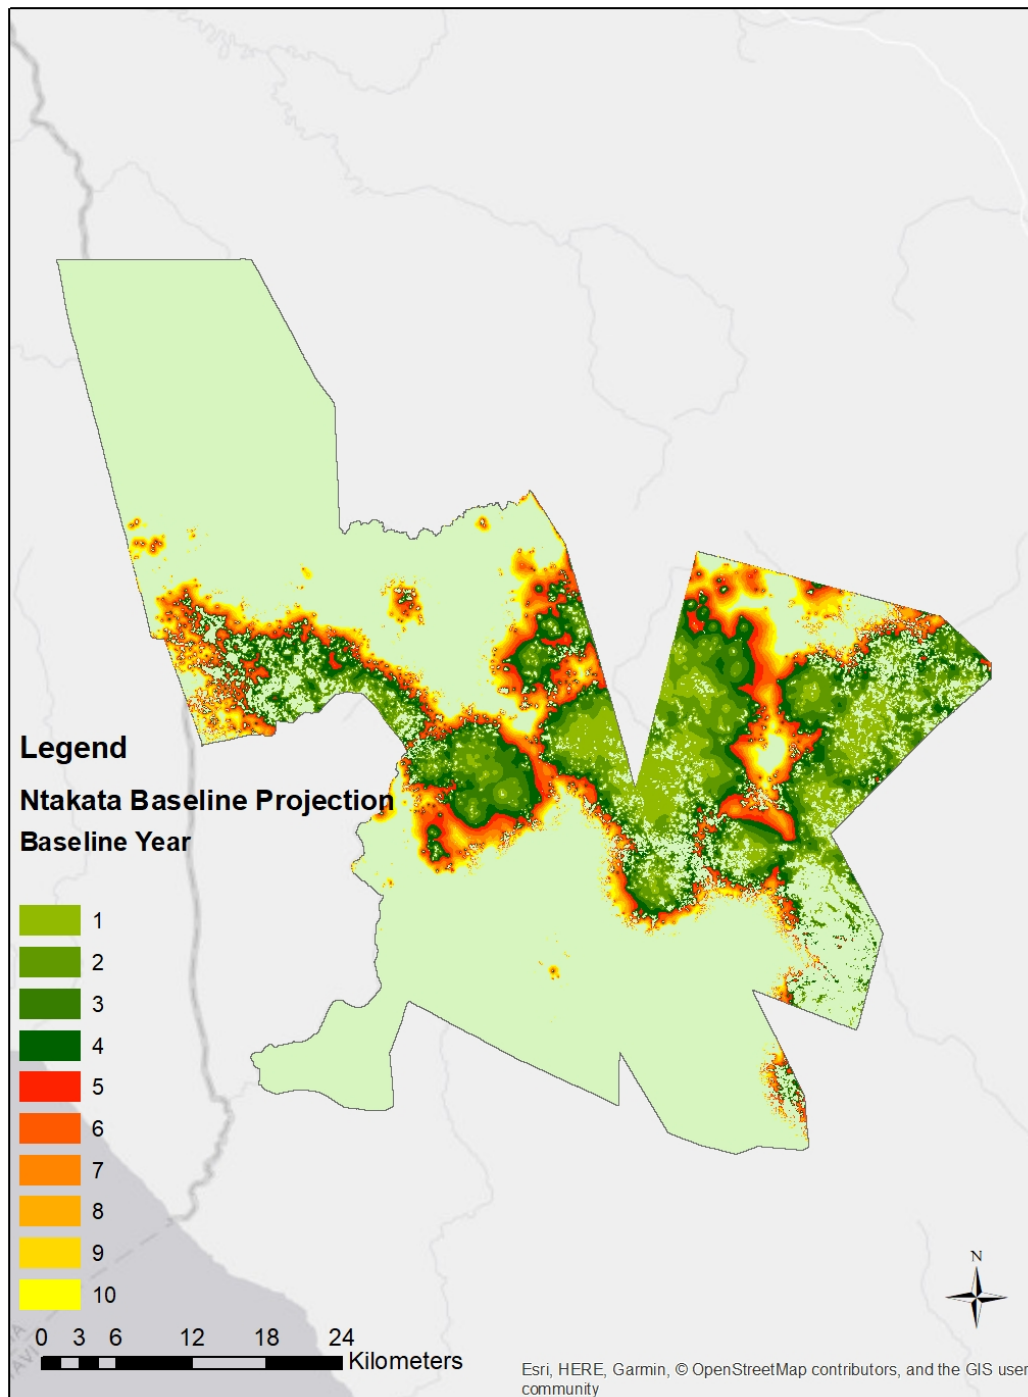 Legend
Ntakata Baseline Projection
Baseline Year
1
2
3
4
5
6
7
8
9
10
0 3 6 12 18 24
Kilometers
N
Esri, HERE, Garmin, © OpenStreetMap contributors, and the GIS user
community